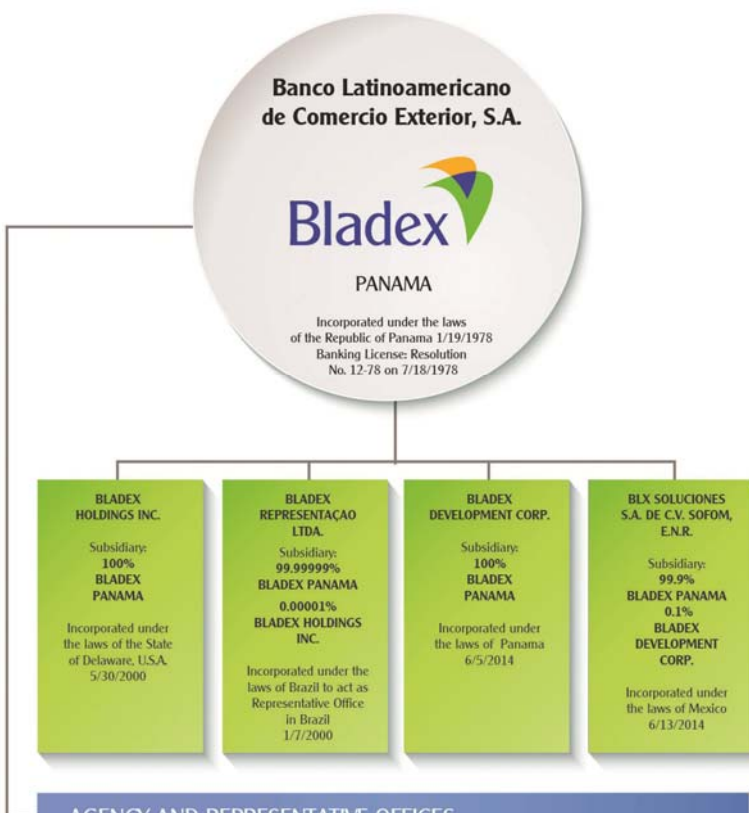 Banco Latinoamericano
de Comercio Exterior, S.A.
Bladex
PANAMA
Incorporated under the laws
of the Republic of Panama 1/19/1978
Banking License: Resolution
No. 12-78 on 7/18/1978
BLADEX
HOLDINGS INC.
Subsidiary:
100%
BLADEX
PANAMA
Incorporated under
the laws of the State
of Delaware, U.S.A.
5/30/2000
BLADEX
REPRESENTAÇAO
LTDA.
Subsidiary:
99.99999%
BLADEX PANAMA
0.00001%
BLADEX HOLDINGS
INC.
Incorporated under the
laws of Brazil to act as
Representative Office
in Brazil
1/7/2000
BLADEX
DEVELOPMENT CORP.
Subsidiary:
100%
BLADEX
PANAMA
Incorporated under
the laws of Panama
6/5/2014
BLX SOLUCIONES
S.A. DE C.V. SOFOM,
E.N.R.
Subsidiary:
99.9%
BLADEX PANAMA
0.1%
BLADEX
DEVELOPMENT
CORP.
Incorporated under
the laws of Mexico
6/13/2014
AGENCY AND REPRESENTATIVE OFFICES